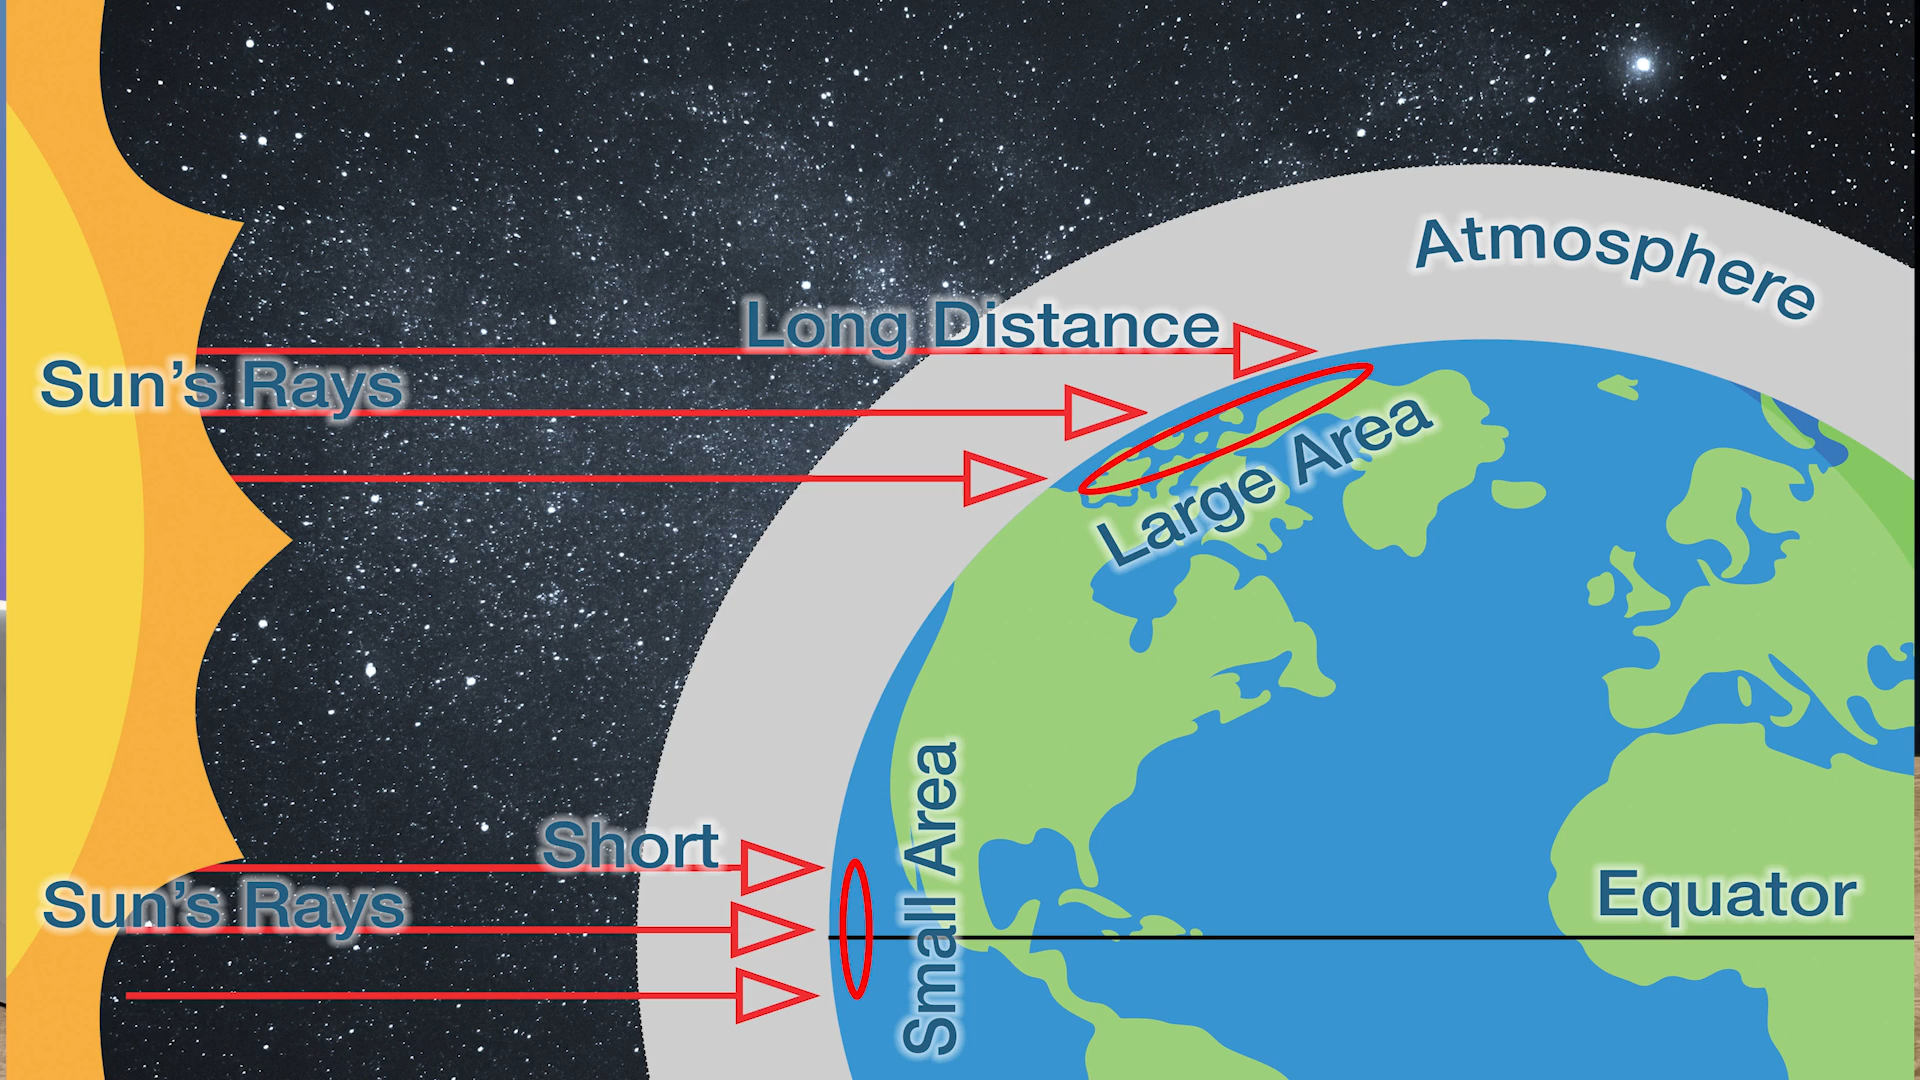 Atmosphere
Long Distance
Sun's Rays
Large Area
Short
Small Area
Sun's Rays
Equator